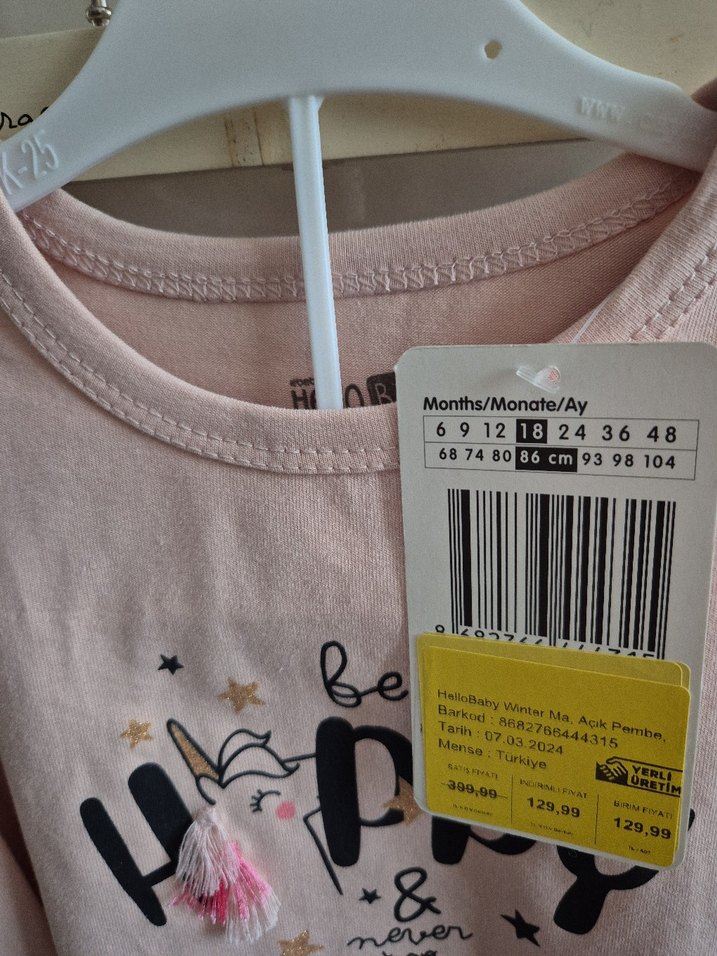 K-25
www.
HE O B
Months/Monate/Ay
6 9 12 18 24 36 48
68 74 80 86 cm 93 98 104
HelloBaby Winter Ma, Açık Pembe,
Barkod : 8682766444315
Tarih : 07.03.2024
Mense : Türkiye
YERLİ
ÜRETİM
SATIŞ FİYATI
399,99
İNDİRİMLİ FİYAT
129,99
BİRİM FİYATI
129,99
be
Happy
&
never